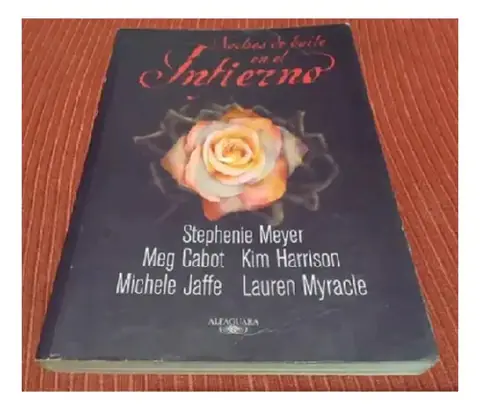 Noches de baile
en el
Infierno
Stephenie Meyer
Meg Cabot Kim Harrison
Michele Jaffe Lauren Myracle
ALFAGUARA